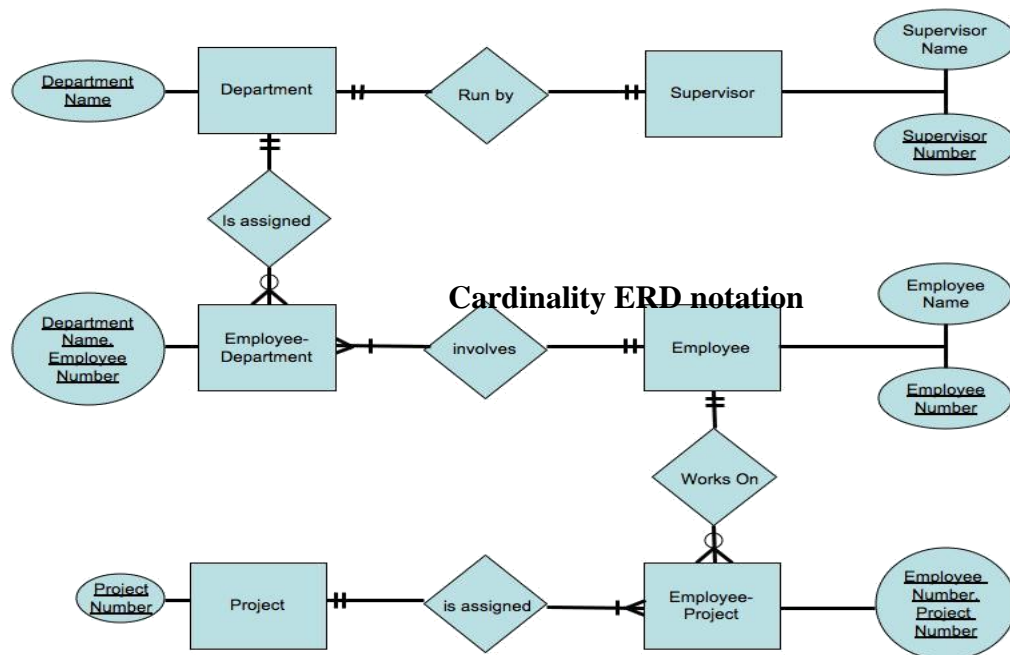 Department
Name
Department
Run by
Supervisor
Supervisor
Name
Supervisor
Number
Is assigned
Cardinality ERD notation
Department
Name,
Employee
Number
Employee-
Department
involves
Employee
Employee
Name
Employee
Number
Works On
Project
Number
Project
is assigned
Employee-
Project
Employee
Number,
Project
Number